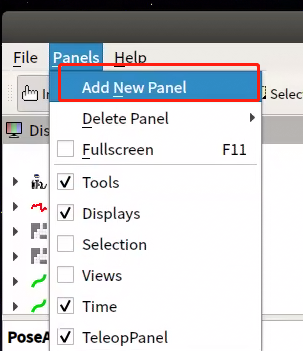 File Panels Help
In
Add New Panel
Selec
Dis
Delete Panel
Fullscreen F11
Tools
Displays
Selection
Views
Time
PoseA
TeleopPanel